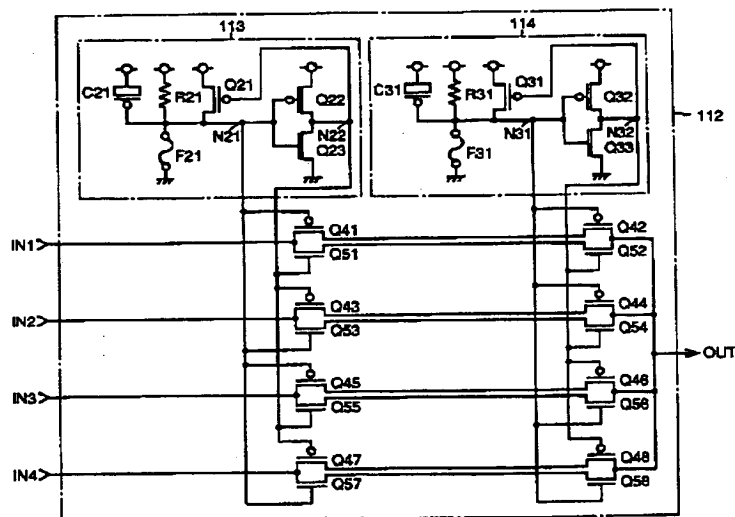 113
114
112
C21
R21
Q21
Q22
N21
N22
Q23
F21
C31
R31
Q31
Q32
N31
N32
Q33
F31
IN1
Q41
Q51
Q42
Q52
IN2
Q43
Q53
Q44
Q54
OUT
IN3
Q45
Q55
Q46
Q56
IN4
Q47
Q57
Q48
Q58